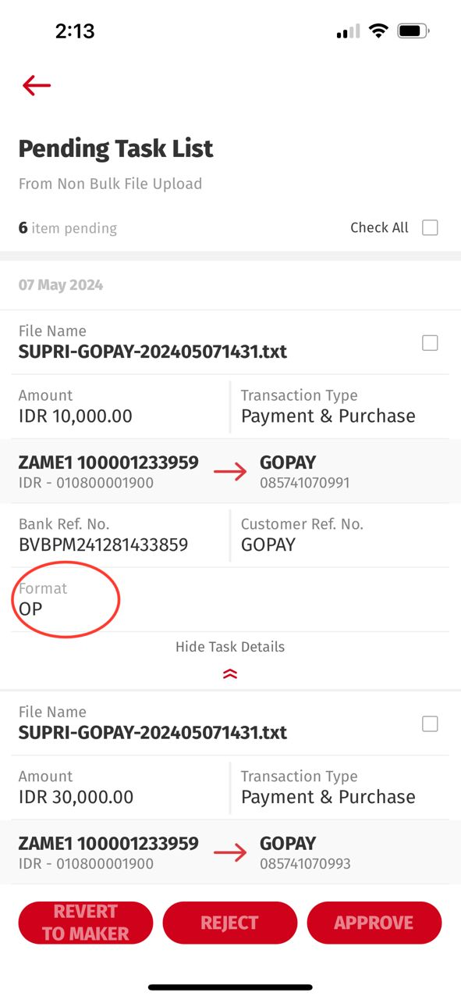 2:13
Pending Task List
From Non Bulk File Upload
6 item pending
Check All
07 May 2024
File Name
SUPRI-GOPAY-202405071431.txt
Amount
IDR 10,000.00
Transaction Type
Payment & Purchase
ZAME1 100001233959
IDR - 010800001900
GOPAY
085741070991
Bank Ref. No.
BVBPM241281433859
Customer Ref. No.
GOPAY
Format
OP
Hide Task Details
File Name
SUPRI-GOPAY-202405071431.txt
Amount
IDR 30,000.00
Transaction Type
Payment & Purchase
ZAME1 100001233959
IDR - 010800001900
GOPAY
085741070993
REVERT
TO MAKER
REJECT
APPROVE